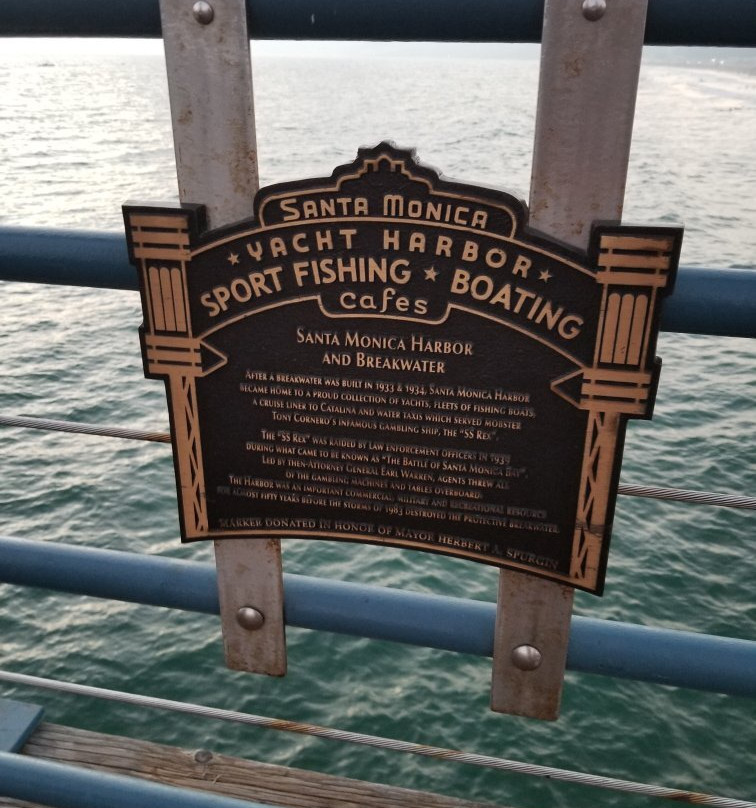 SANTA MONICA
★ YACHT HARBOR ★
SPORT FISHING ★ BOATING
cafes
SANTA MONICA HARBOR
AND BREAKWATER
AFTER A BREAKWATER WAS BUILT IN 1933 & 1934, SANTA MONICA HARBOR
BECAME HOME TO A PROUD COLLECTION OF YACHTS, FLEETS OF FISHING BOATS,
A CRUISE LINER TO CATALINA AND WATER TAXIS WHICH SERVED MOBSTER
TONY CORNERO'S INFAMOUS GAMBLING SHIP, THE "SS REX".
THE "SS REX" WAS RAIDED BY LAW ENFORCEMENT OFFICERS IN 1939
DURING WHAT CAME TO BE KNOWN AS "THE BATTLE OF SANTA MONICA BAY".
LED BY THEN-ATTORNEY GENERAL EARL WARREN, AGENTS THREW ALL
OF THE GAMBLING MACHINES AND TABLES OVERBOARD.
THE HARBOR WAS AN IMPORTANT COMMERCIAL, MILITARY AND RECREATIONAL RESOURCE
FOR ALMOST FIFTY YEARS BEFORE THE STORMS OF 1983 DESTROYED THE PROTECTIVE BREAKWATER.
MARKER DONATED IN HONOR OF MAYOR HERBERT A. SPURGIN